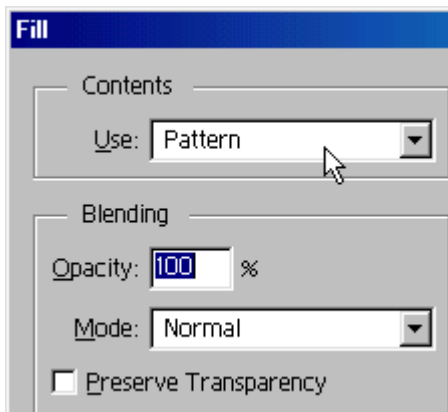 Fill
Contents
Use: Pattern
Blending
Opacity: 100 %
Mode: Normal
Preserve Transparency